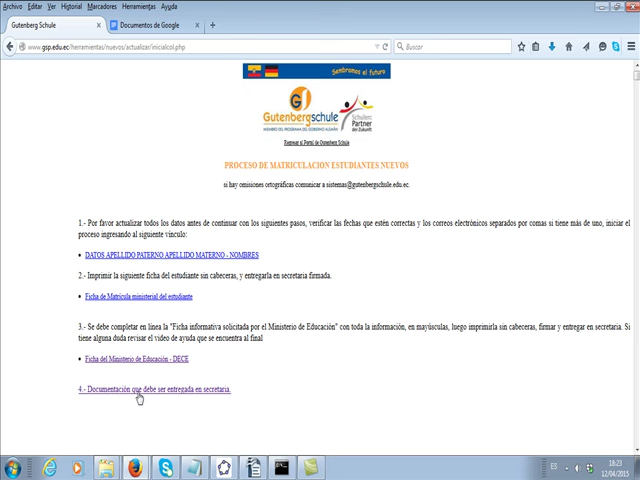 Archivo Editar Ver Historial Marcadores Herramientas Ayuda
Gutenberg Schule
Documentos de Google
www.gsp.edu.ec/herramientas/nuevos/actualizar/inicialcol.php
Buscar
Sembramos el futuro
Gutenbergschule
MIEMBRO DEL PROGRAMA DEL GOBIERNO ALEMÁN
Schulen:
Partner
der Zukunft
Regresar al Portal de Gutenberg Schule
PROCESO DE MATRICULACION ESTUDIANTES NUEVOS
si hay omisiones ortográficas comunicar a sistemas@gutenbergschule.edu.ec.
1.- Por favor actualizar todos los datos antes de continuar con los siguientes pasos, verificar las fechas que estén correctas y los correos electrónicos separados por comas si tiene más de uno, iniciar el
proceso ingresando al siguiente vínculo:
• DATOS APELLIDO PATERNO APELLIDO MATERNO - NOMBRES
2.- Imprimir la siguiente ficha del estudiante sin cabeceras, y entregarla en secretaria firmada.
• Ficha de Matricula ministerial del estudiante
3.- Se debe completar en línea la "Ficha informativa solicitada por el Ministerio de Educación" con toda la información, en mayúsculas, luego imprimirla sin cabeceras, firmar y entregar en secretaria. Si
tiene alguna duda revisar el video de ayuda que se encuentra al final
• Ficha del Ministerio de Educación - DECE
4.- Documentación que debe ser entregada en secretaria.
ES
18:23
12/04/2015